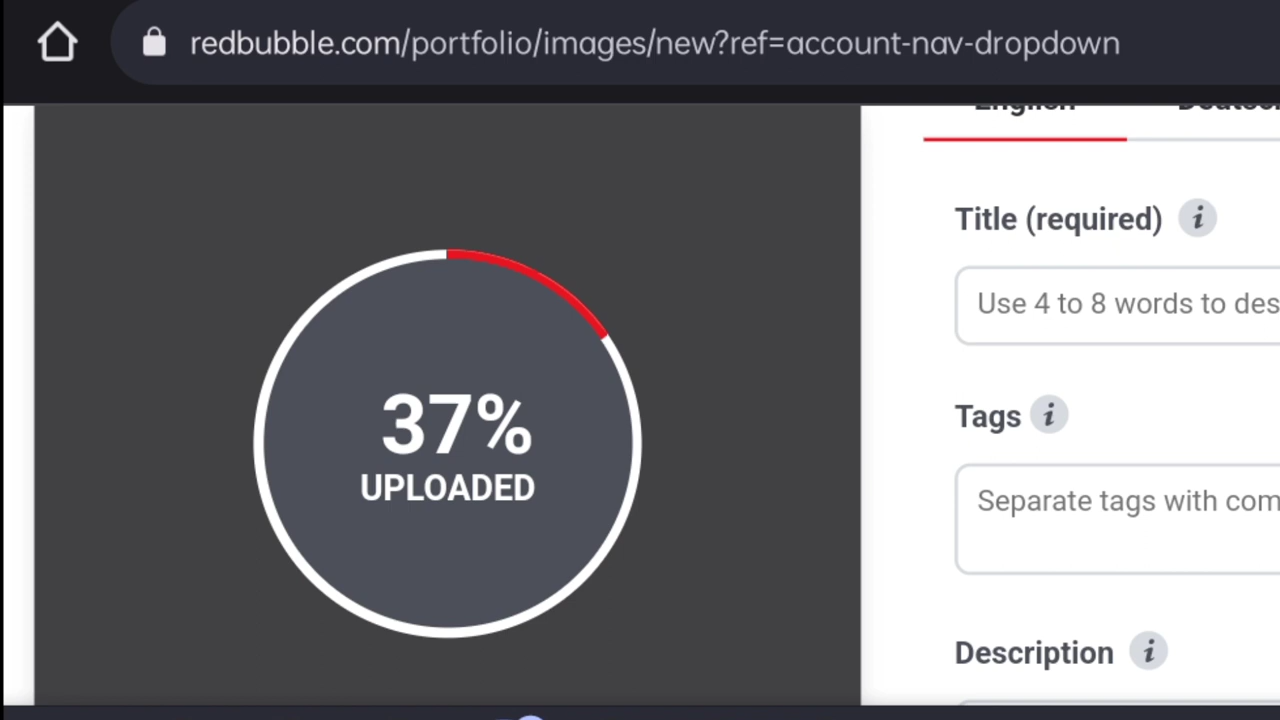 redbubble.com/portfolio/images/new?ref=account-nav-dropdown
English
Title (required) i
Use 4 to 8 words to des
Tags i
Separate tags with com
Description i
37%
UPLOADED